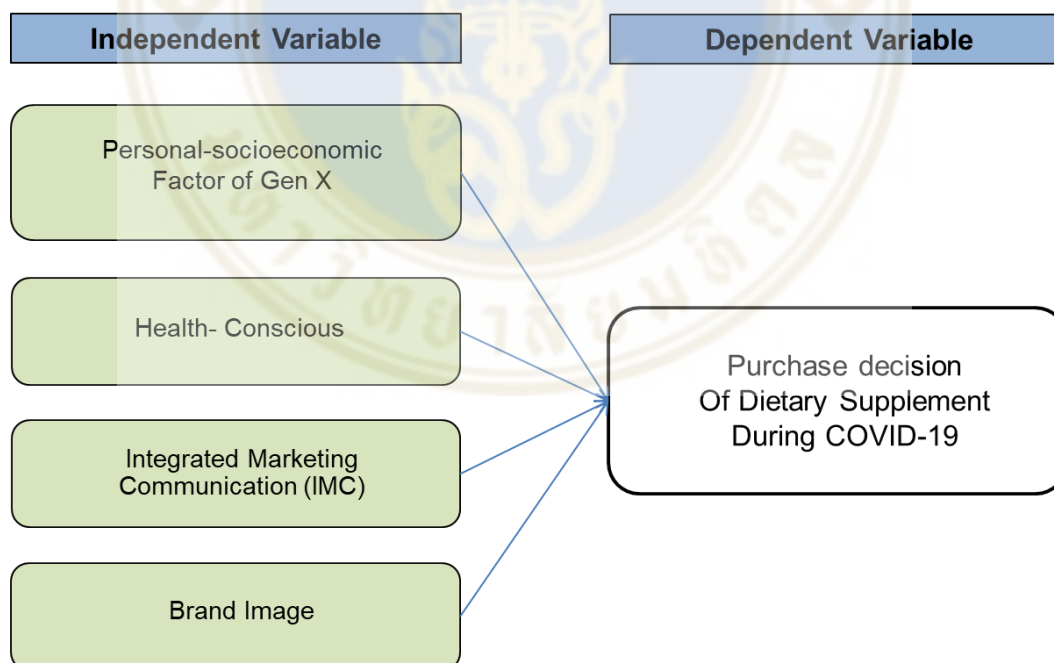 Independent Variable
Dependent Variable
Personal-socioeconomic
Factor of Gen X
Health- Conscious
Integrated Marketing
Communication (IMC)
Brand Image
Purchase decision
Of Dietary Supplement
During COVID-19